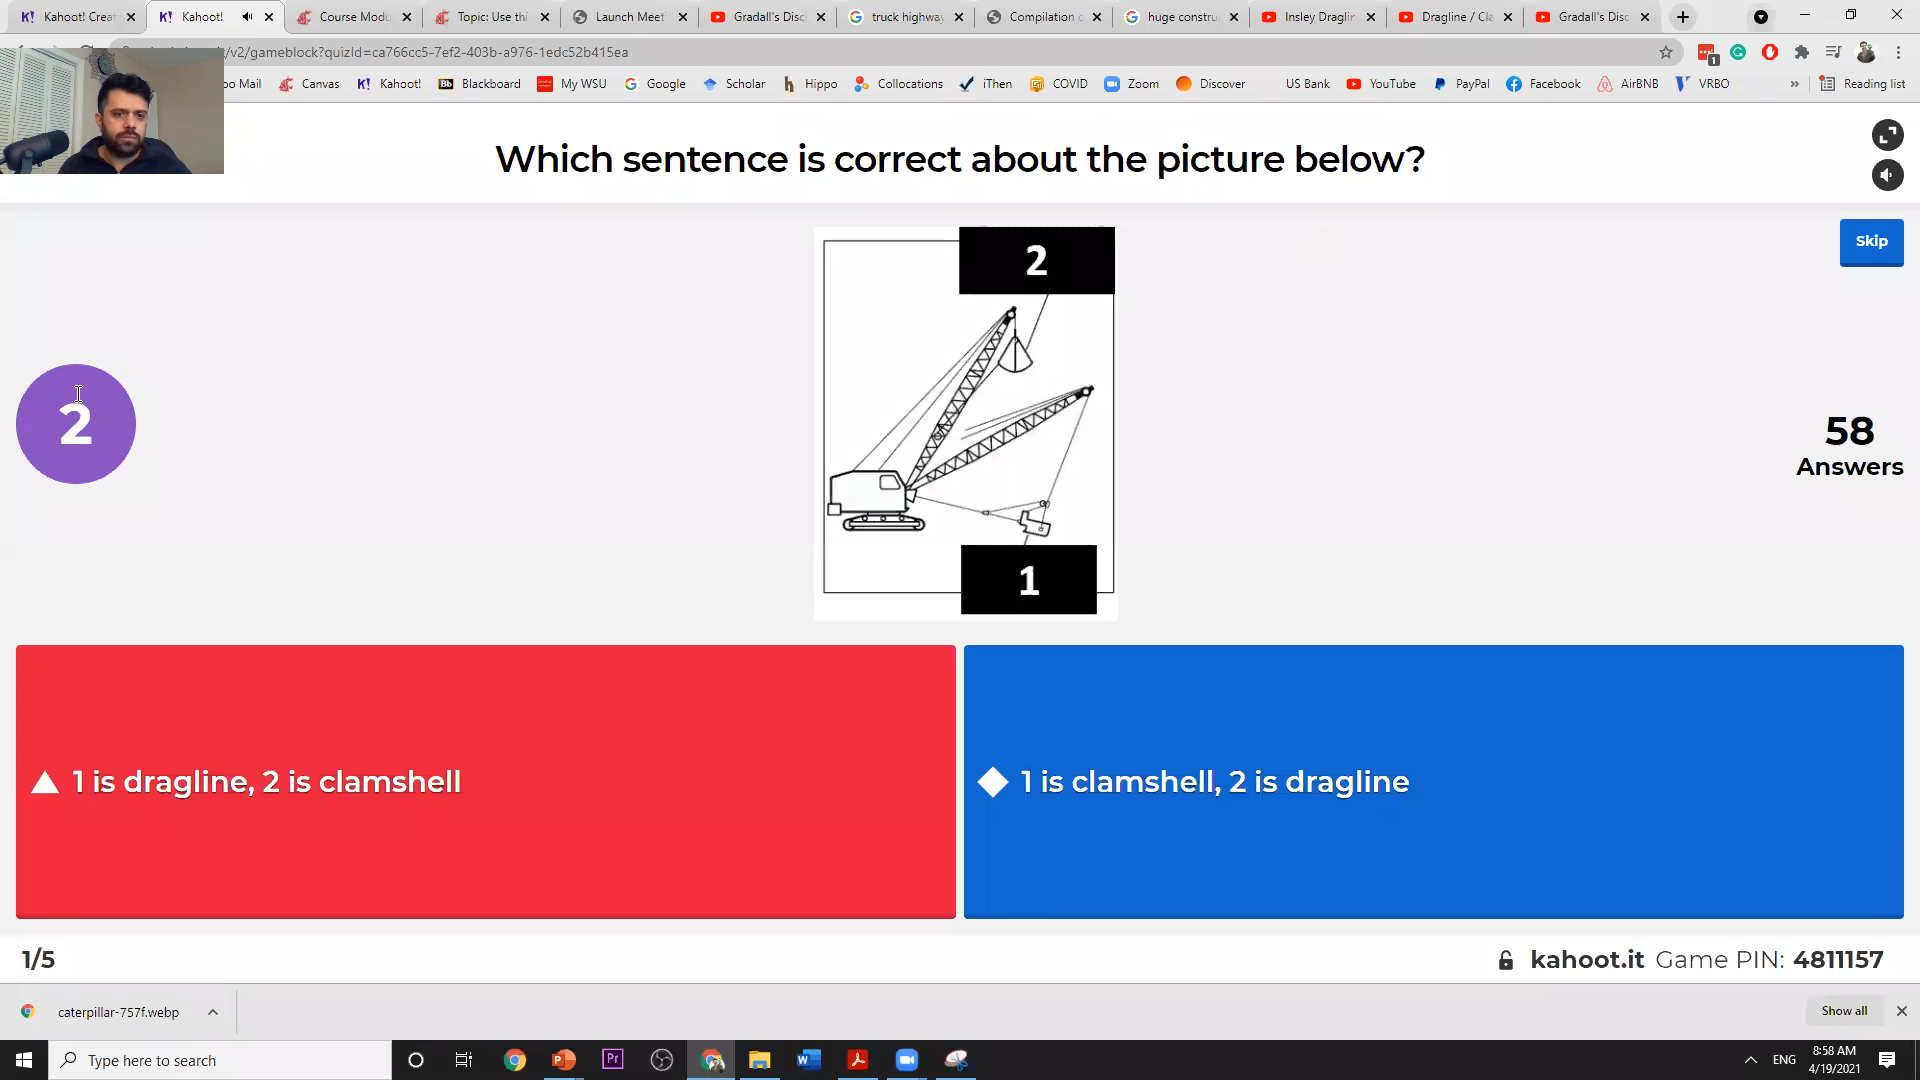 Kahoot! Creat
Kahoot!
Course Modu
Topic: Use thi
Launch Meet
Gradall's Disc
truck highway
Compilation c
huge constru
Insley Draglin
Dragline / Cla
Gradall's Disc
/v2/gameblock?quizId=ca766cc5-7ef2-403b-a976-1edc52b415ea
1
oo Mail
Canvas
Kahoot!
Blackboard
My WSU
Google
Scholar
Hippo
Collocations
iThen
COVID
Zoom
Discover
US Bank
YouTube
PayPal
Facebook
AirBNB
VRBO
»
Reading list
Which sentence is correct about the picture below?
Skip
2
2
1
58
Answers
1 is dragline, 2 is clamshell
1 is clamshell, 2 is dragline
1/5
kahoot.it Game PIN: 4811157
caterpillar-757f.webp
Show all
Type here to search
ENG
8:58 AM
4/19/2021